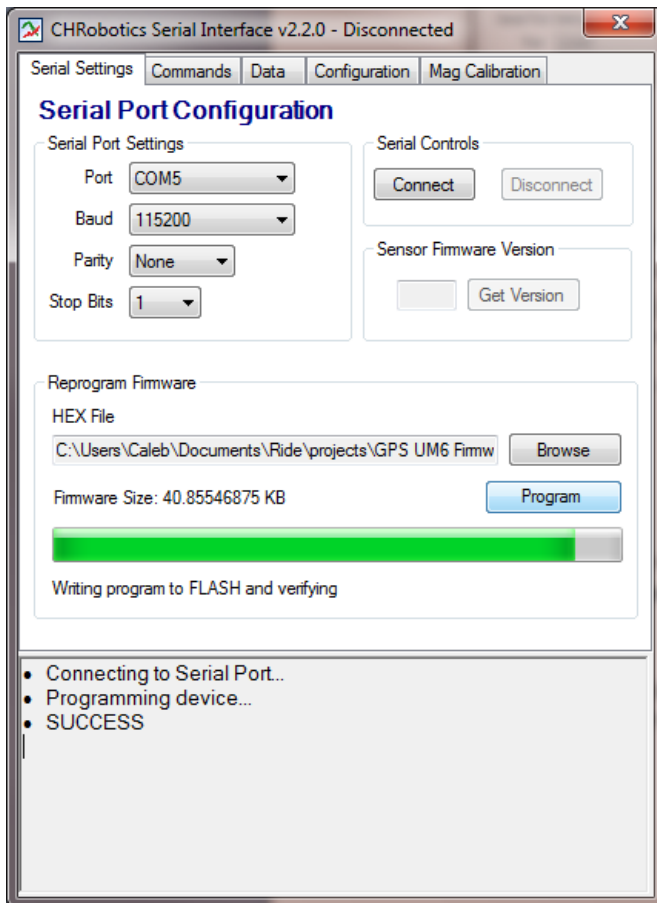 CHRobotics Serial Interface v2.2.0 - Disconnected
Serial Settings Commands Data Configuration Mag Calibration
Serial Port Configuration
Serial Port Settings
Port COM5
Baud 115200
Parity None
Stop Bits 1
Serial Controls
Connect Disconnect
Sensor Firmware Version
Get Version
Reprogram Firmware
HEX File
C:\Users\Caleb\Documents\Ride\projects\GPS UM6 Firmw Browse
Firmware Size: 40.85546875 KB Program
Writing program to FLASH and verifying
• Connecting to Serial Port...
• Programming device...
• SUCCESS